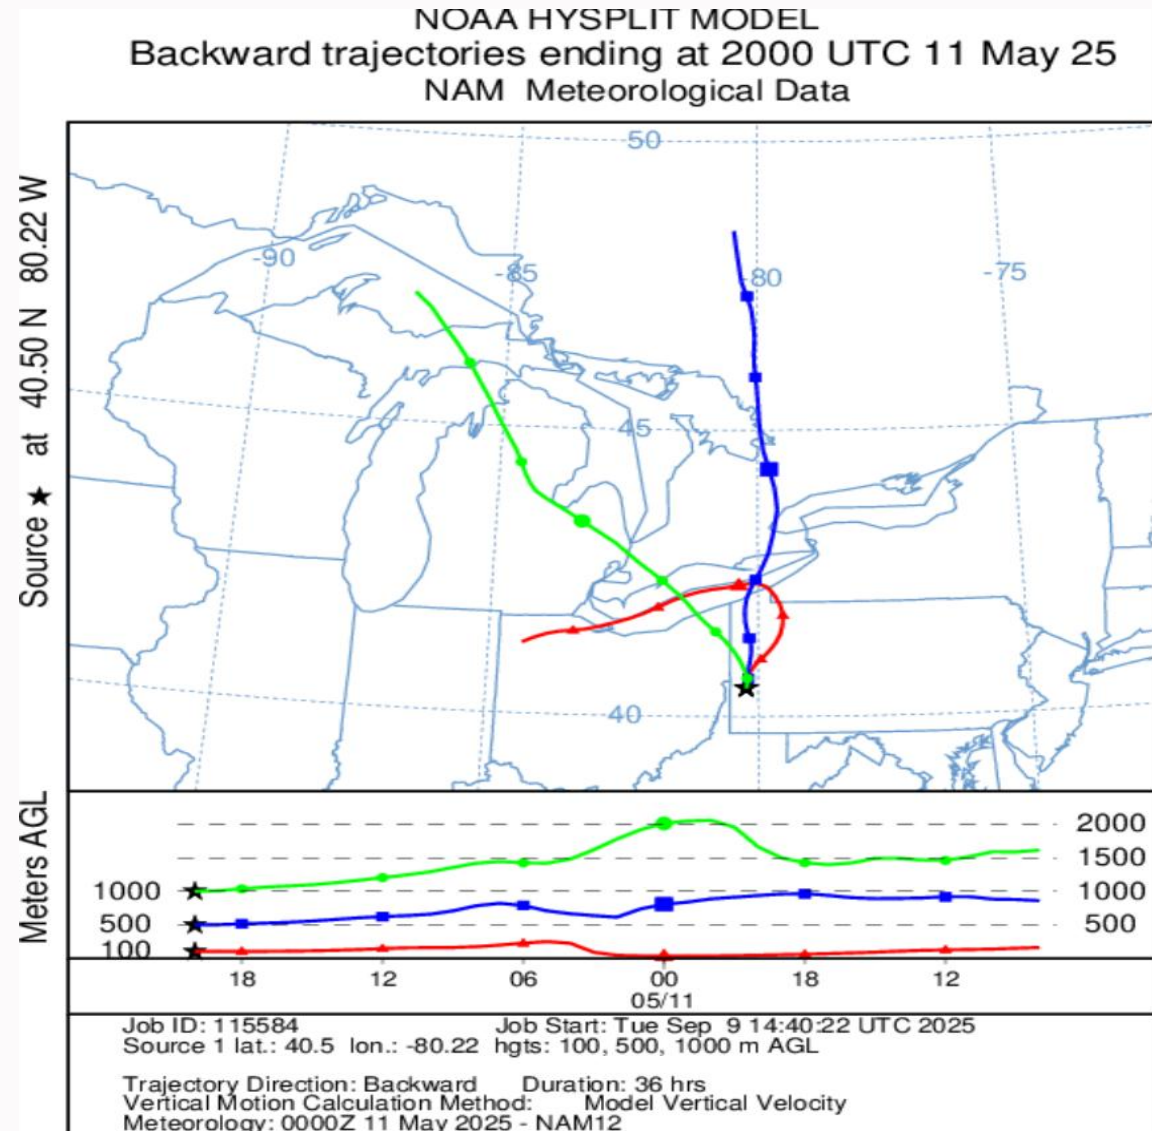 NOAA HYSPLIT MODEL
Backward trajectories ending at 2000 UTC 11 May 25
NAM Meteorological Data
Source ★ at 40.50 N 80.22 W
50
-90
-85
-80
-75
45
40
Meters AGL
2000
1500
1000
1000
500
500
100
18 12 06 00 18 12
05/11
Job ID: 115584 Job Start: Tue Sep 9 14:40:22 UTC 2025
Source 1 lat.: 40.5 lon.: -80.22 hgts: 100, 500, 1000 m AGL
Trajectory Direction: Backward Duration: 36 hrs
Vertical Motion Calculation Method: Model Vertical Velocity
Meteorology: 0000Z 11 May 2025 - NAM12